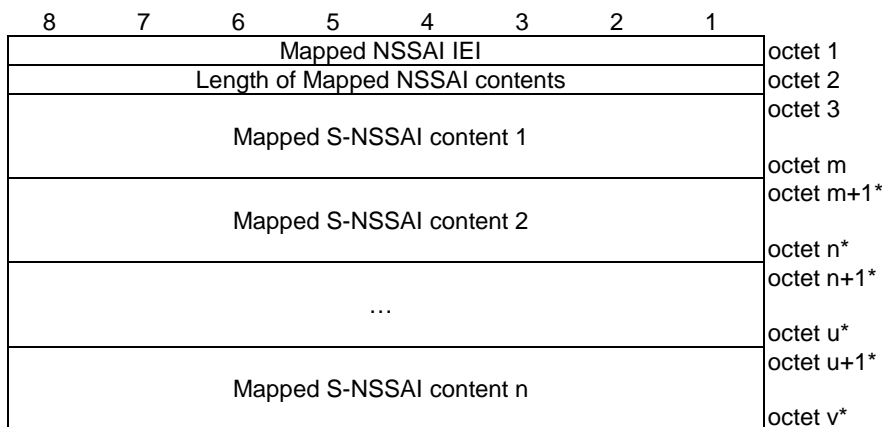 8 7 6 5 4 3 2 1
Mapped NSSAI IEI octet 1
Length of Mapped NSSAI contents octet 2
octet 3
Mapped S-NSSAI content 1
octet m
octet m+1*
Mapped S-NSSAI content 2
octet n*
octet n+1*
…
octet u*
octet u+1*
Mapped S-NSSAI content n
octet v*